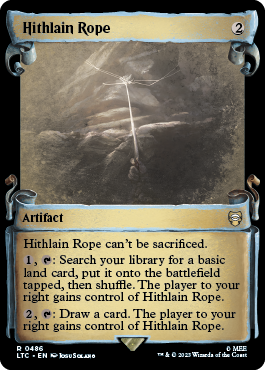 Hithlain Rope 2
Artifact
Hithlain Rope can't be sacrificed.
1, : Search your library for a basic
land card, put it onto the battlefield
tapped, then shuffle. The player to your
right gains control of Hithlain Rope.
2, : Draw a card. The player to your
right gains control of Hithlain Rope.
R 0486
LTC • EN JOSU SOLANO
© MEE
™ & © 2023 Wizards of the Coast